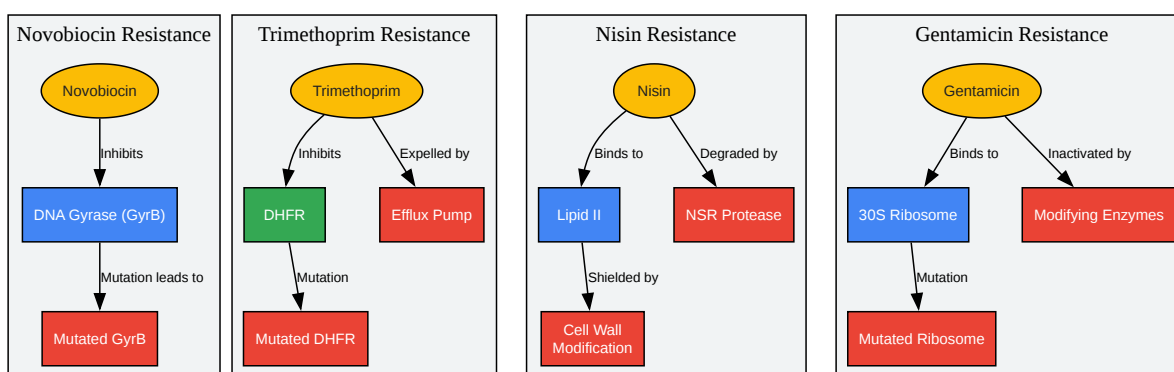 Novobiocin Resistance
Novobiocin
Inhibits
DNA Gyrase (GyrB)
Mutation leads to
Mutated GyrB
Trimethoprim Resistance
Trimethoprim
Inhibits
Expelled by
DHFR
Efflux Pump
Mutation
Mutated DHFR
Nisin Resistance
Nisin
Binds to
Degraded by
Lipid II
NSR Protease
Shielded by
Cell Wall
Modification
Gentamicin Resistance
Gentamicin
Binds to
Inactivated by
30S Ribosome
Modifying Enzymes
Mutation
Mutated Ribosome